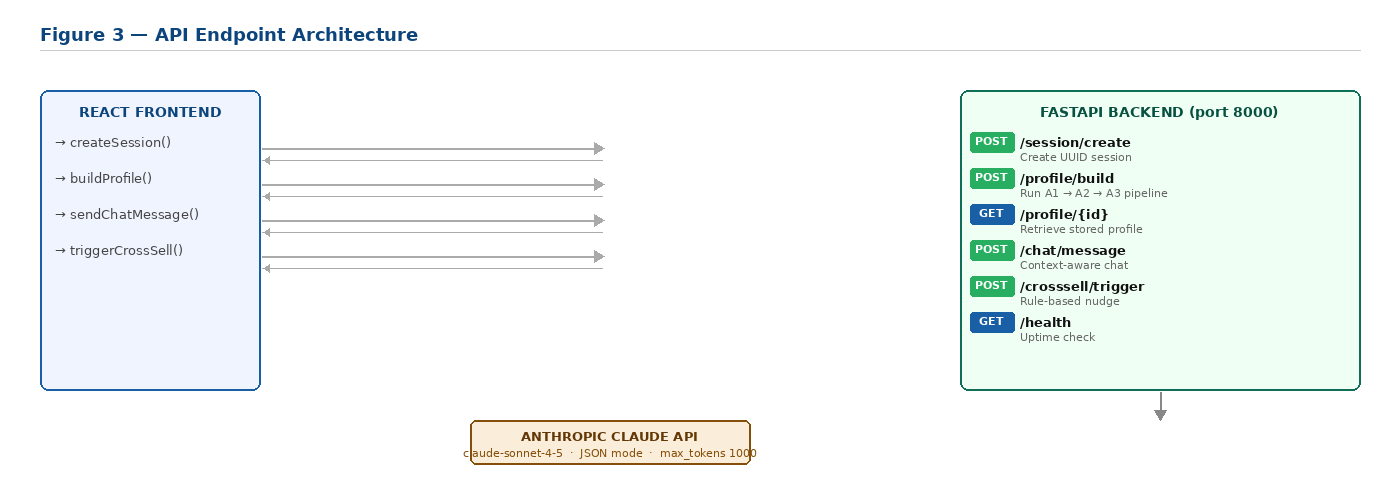 Figure 3 — API Endpoint Architecture
REACT FRONTEND
→ createSession()
→ buildProfile()
→ sendChatMessage()
→ triggerCrossSell()
FASTAPI BACKEND (port 8000)
POST /session/create
Create UUID session
POST /profile/build
Run A1 → A2 → A3 pipeline
GET /profile/{id}
Retrieve stored profile
POST /chat/message
Context-aware chat
POST /crosssell/trigger
Rule-based nudge
GET /health
Uptime check
ANTHROPIC CLAUDE API
claude-sonnet-4-5 · JSON mode · max_tokens 1000